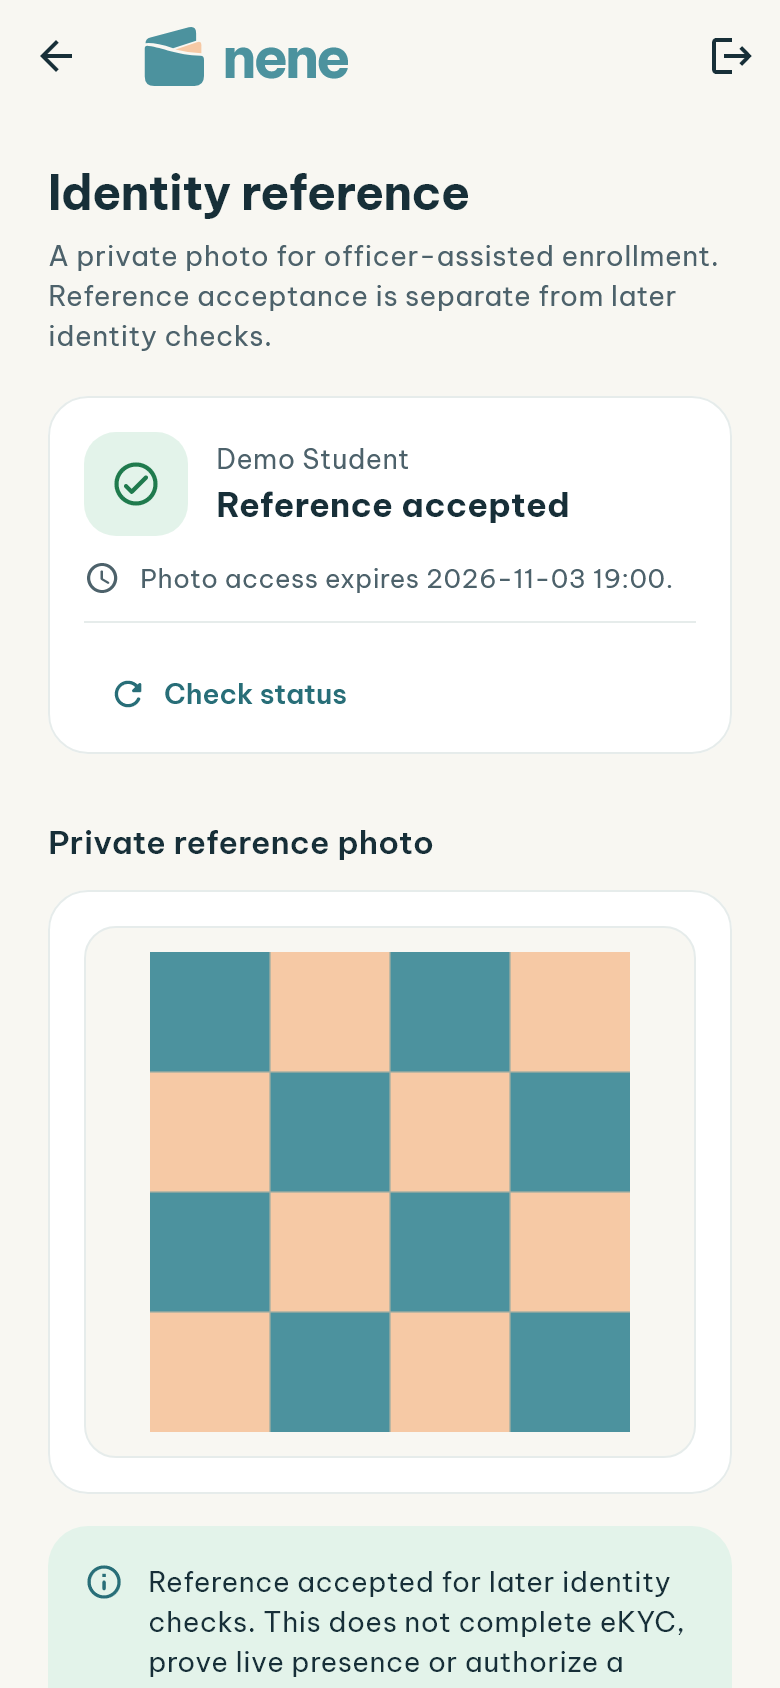 nene
Identity reference
A private photo for officer-assisted enrollment.
Reference acceptance is separate from later
identity checks.
Demo Student
Reference accepted
Photo access expires 2026-11-03 19:00.
Check status
Private reference photo
Reference accepted for later identity
checks. This does not complete eKYC,
prove live presence or authorize a